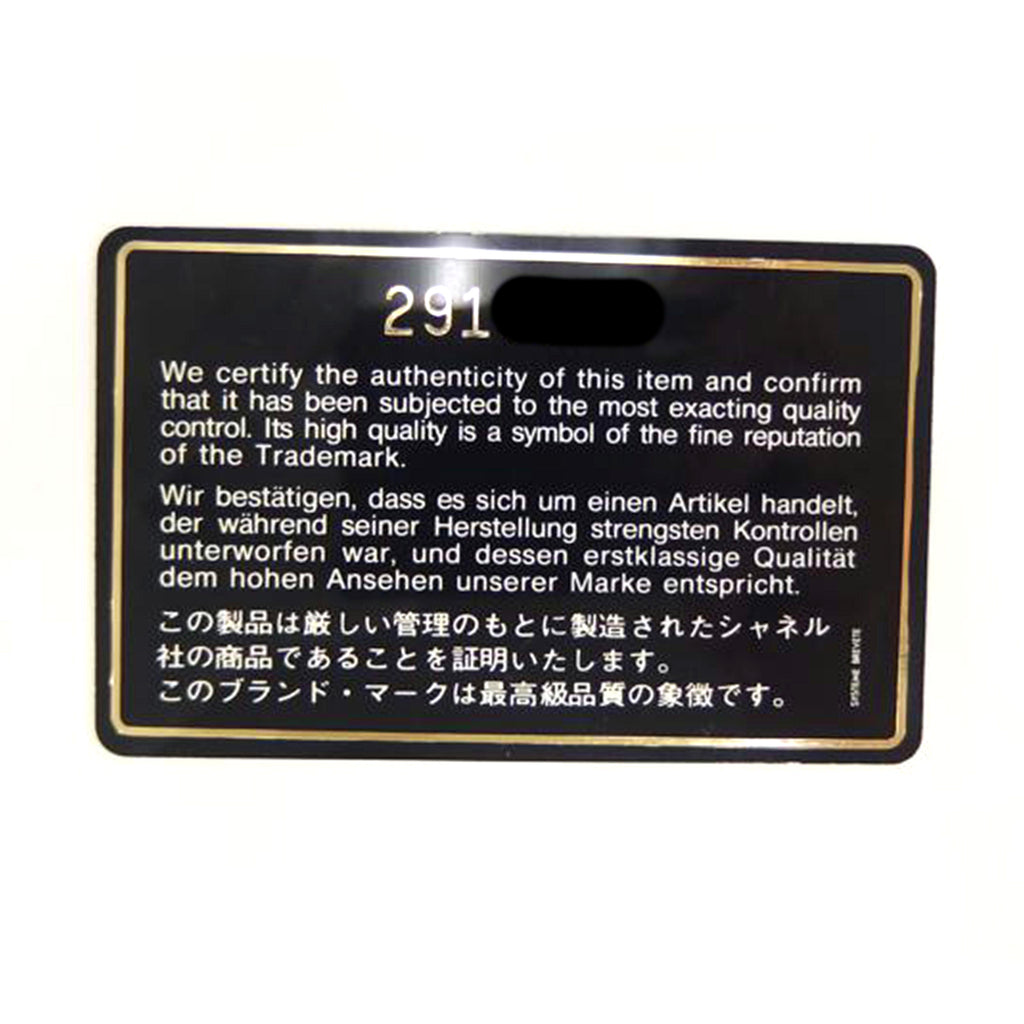 291
We certify the authenticity of this item and confirm
that it has been subjected to the most exacting quality
control. Its high quality is a symbol of the fine reputation
of the Trademark.
Wir bestätigen, dass es sich um einen Artikel handelt,
der während seiner Herstellung strengsten Kontrollen
unterworfen war, und dessen erstklassige Qualität
dem hohen Ansehen unserer Marke entspricht.
この製品は厳しい管理のもとに製造されたシャネル
社の商品であることを証明いたします。
このブランド・マークは最高級品質の象徴です。
SYSTEME BREVETE